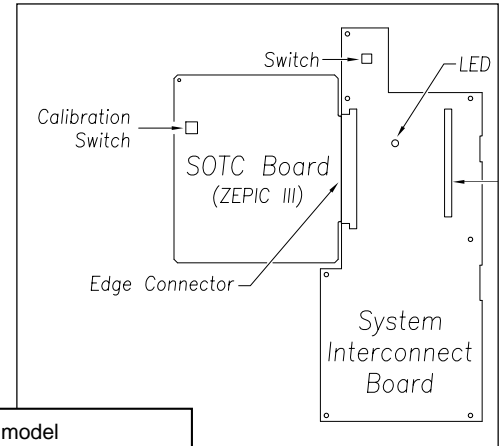 Switch
LED
Calibration
Switch
SOTC Board
(ZEPIC III)
Edge Connector
System
Interconnect
Board
model